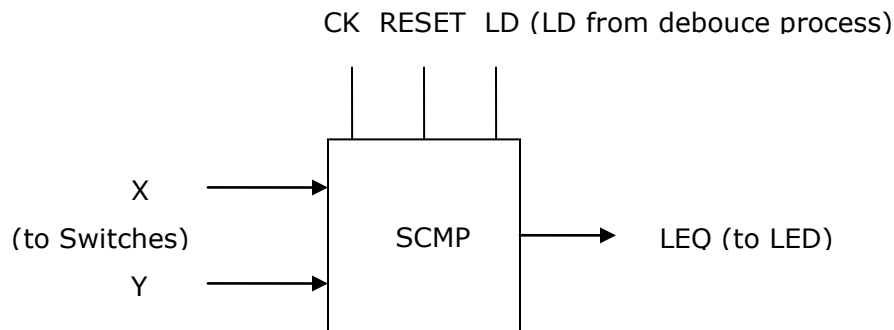 CK RESET LD (LD from debouce process)
X
(to Switches)
SCMP
LEQ (to LED)
Y